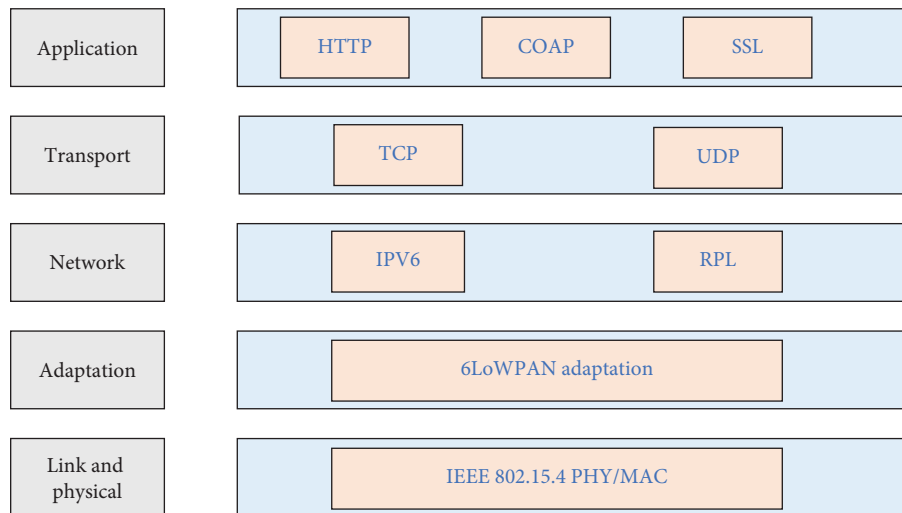 Application
HTTP
COAP
SSL
Transport
TCP
UDP
Network
IPV6
RPL
Adaptation
6LoWPAN adaptation
Link and
physical
IEEE 802.15.4 PHY/MAC